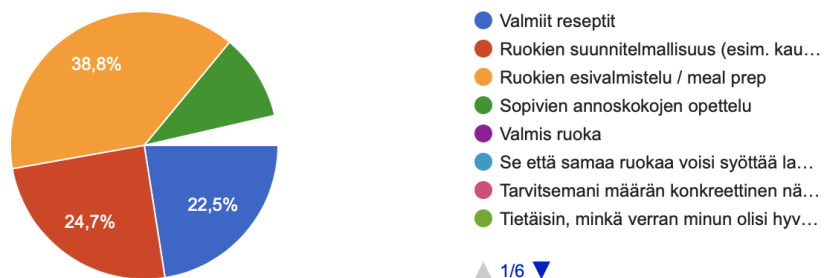 38,8%
24,7%
22,5%
Valmiit reseptit
Ruokien suunnitelmallisuus (esim. kau…
Ruokien esivalmistelu / meal prep
Sopivien annoskokojen opettelu
Valmis ruoka
Se että samaa ruokaa voisi syöttää la…
Tarvitsemani määrän konkreettinen nä…
Tietäisin, minkä verran minun olisi hyv…
1/6